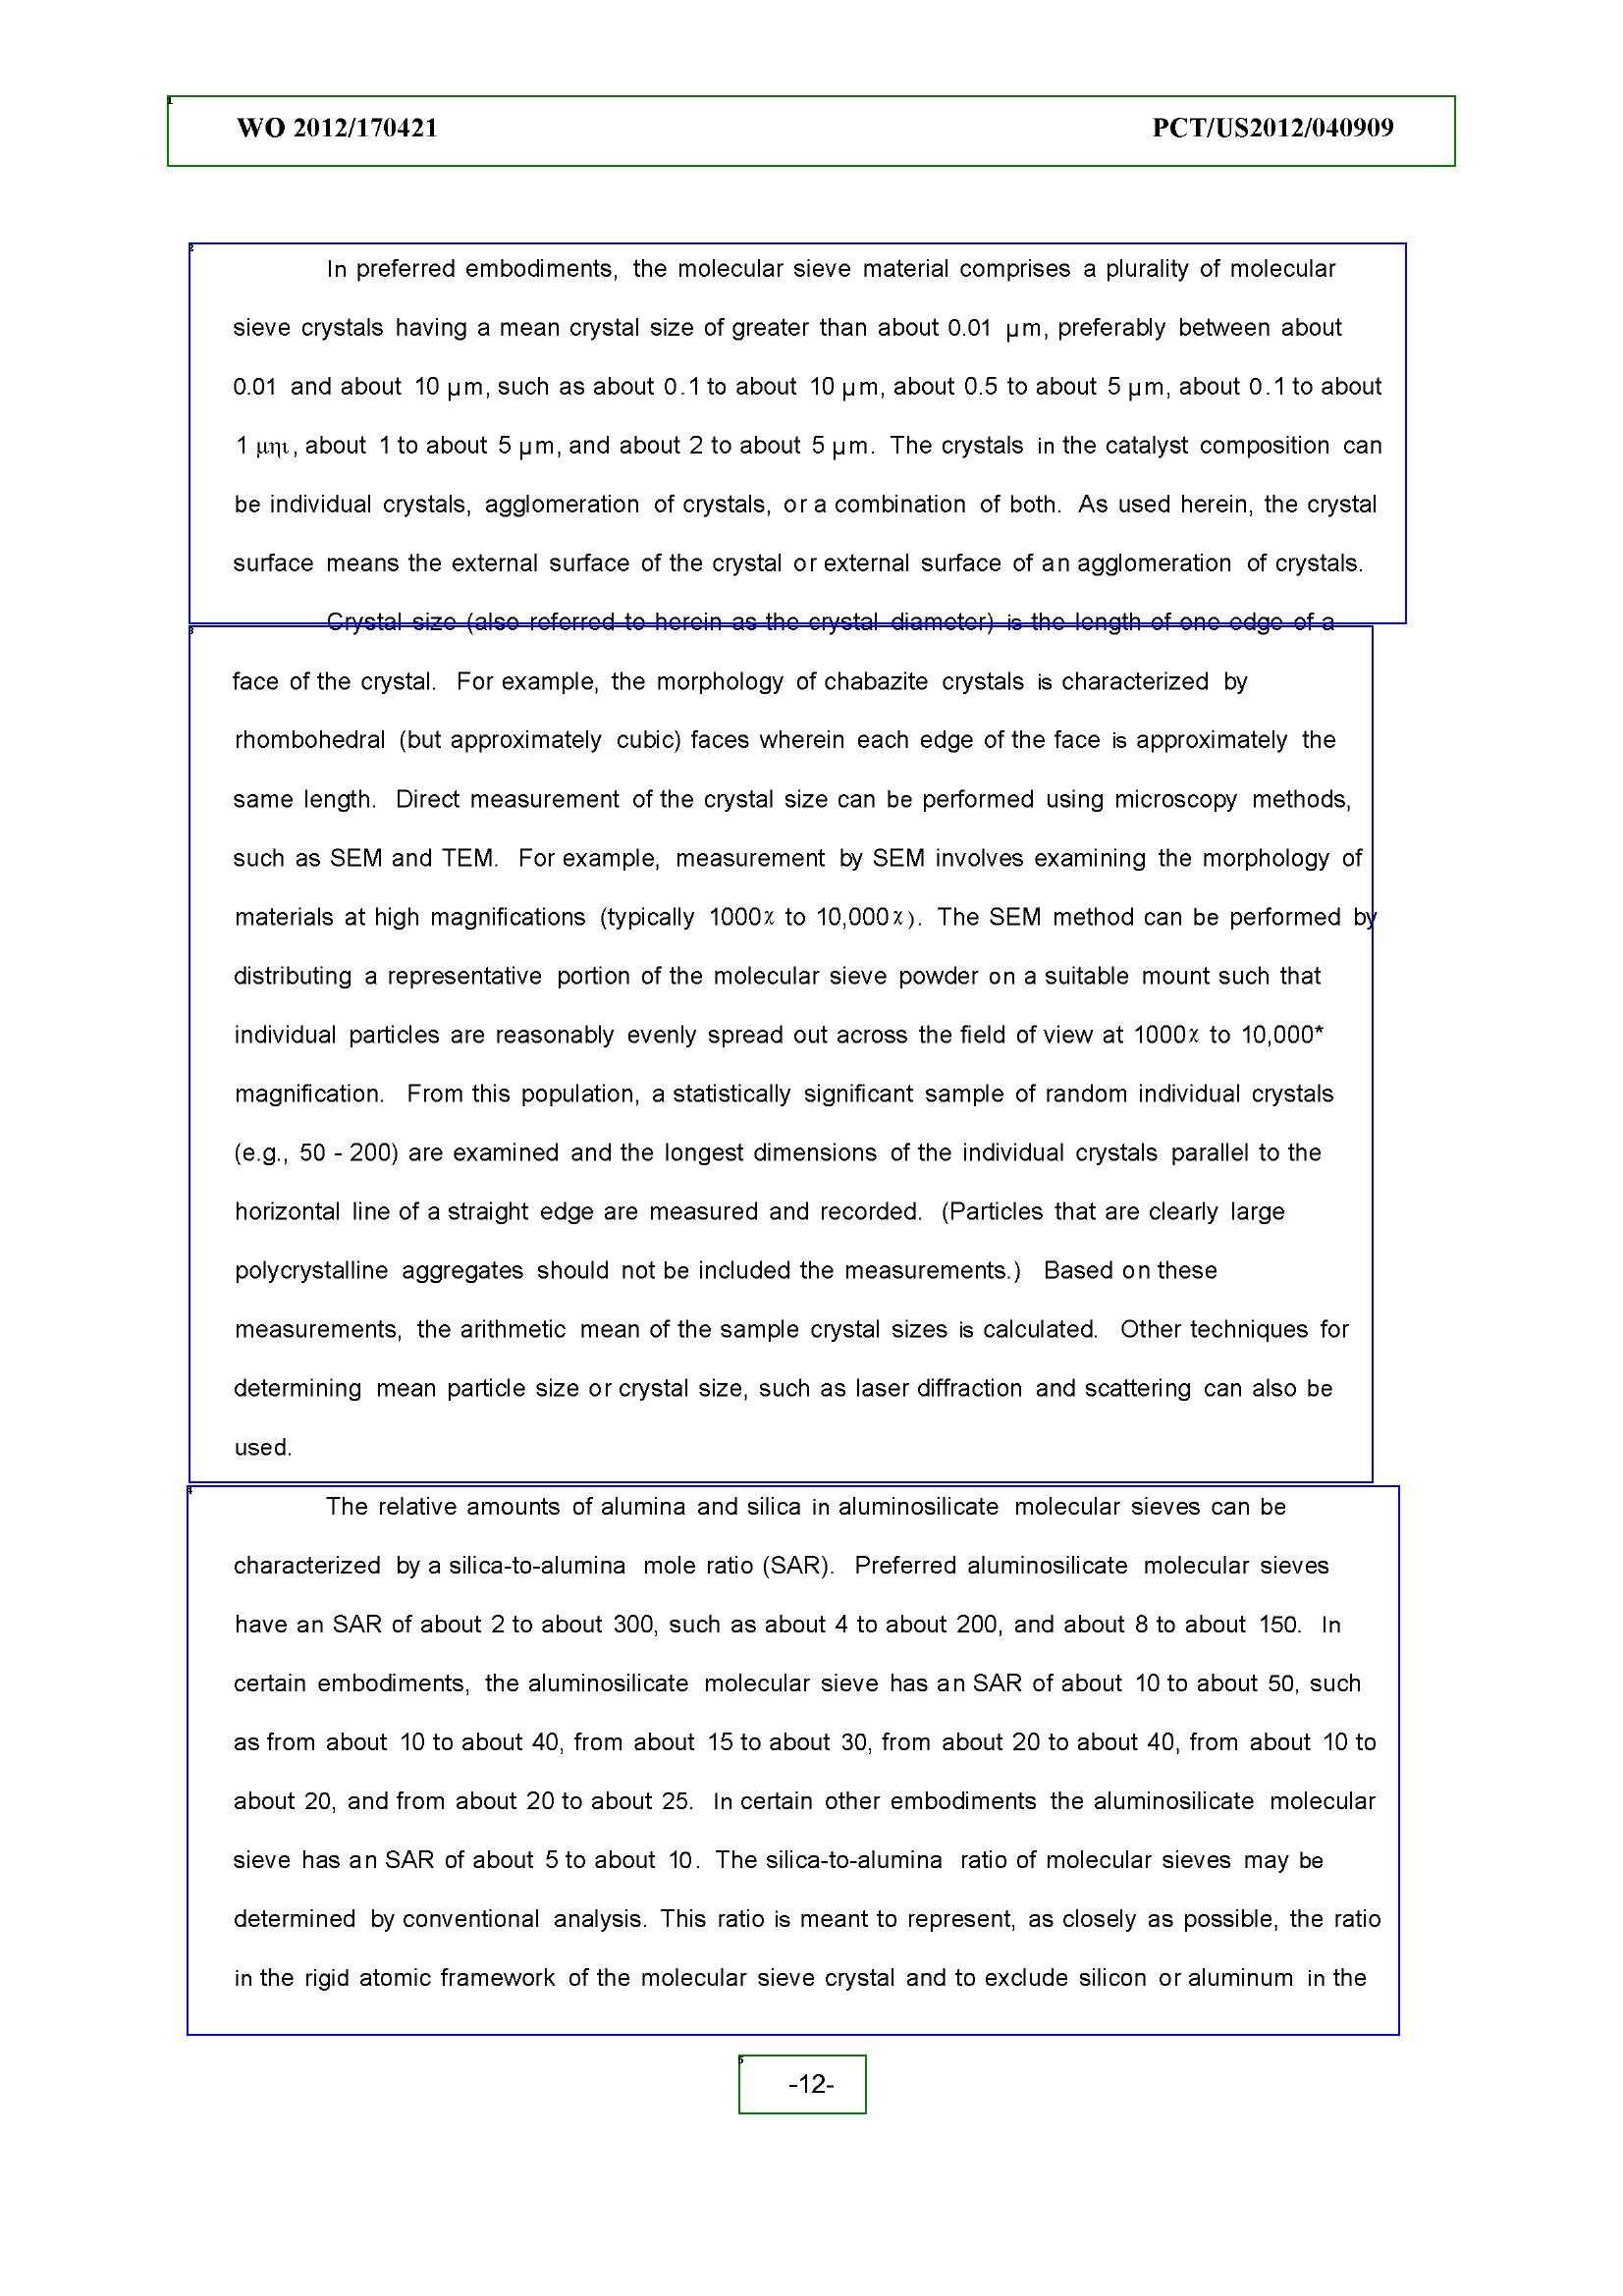 WO 2012/170421 PCT/US2012/040909
In preferred embodiments, the molecular sieve material comprises a plurality of molecular
sieve crystals having a mean crystal size of greater than about 0.01 μm, preferably between about
0.01 and about 10 μm, such as about 0.1 to about 10 μm, about 0.5 to about 5 μm, about 0.1 to about
1 μηι, about 1 to about 5 μm, and about 2 to about 5 μm. The crystals in the catalyst composition can
be individual crystals, agglomeration of crystals, or a combination of both. As used herein, the crystal
surface means the external surface of the crystal or external surface of an agglomeration of crystals.
Crystal size (also referred to herein as the crystal diameter) is the length of one edge of a
face of the crystal. For example, the morphology of chabazite crystals is characterized by
rhombohedral (but approximately cubic) faces wherein each edge of the face is approximately the
same length. Direct measurement of the crystal size can be performed using microscopy methods,
such as SEM and TEM. For example, measurement by SEM involves examining the morphology of
materials at high magnifications (typically 1000χ to 10,000χ). The SEM method can be performed by
distributing a representative portion of the molecular sieve powder on a suitable mount such that
individual particles are reasonably evenly spread out across the field of view at 1000χ to 10,000*
magnification. From this population, a statistically significant sample of random individual crystals
(e.g., 50 - 200) are examined and the longest dimensions of the individual crystals parallel to the
horizontal line of a straight edge are measured and recorded. (Particles that are clearly large
polycrystalline aggregates should not be included the measurements.) Based on these
measurements, the arithmetic mean of the sample crystal sizes is calculated. Other techniques for
determining mean particle size or crystal size, such as laser diffraction and scattering can also be
used.
The relative amounts of alumina and silica in aluminosilicate molecular sieves can be
characterized by a silica-to-alumina mole ratio (SAR). Preferred aluminosilicate molecular sieves
have an SAR of about 2 to about 300, such as about 4 to about 200, and about 8 to about 150. In
certain embodiments, the aluminosilicate molecular sieve has an SAR of about 10 to about 50, such
as from about 10 to about 40, from about 15 to about 30, from about 20 to about 40, from about 10 to
about 20, and from about 20 to about 25. In certain other embodiments the aluminosilicate molecular
sieve has an SAR of about 5 to about 10. The silica-to-alumina ratio of molecular sieves may be
determined by conventional analysis. This ratio is meant to represent, as closely as possible, the ratio
in the rigid atomic framework of the molecular sieve crystal and to exclude silicon or aluminum in the
-12-